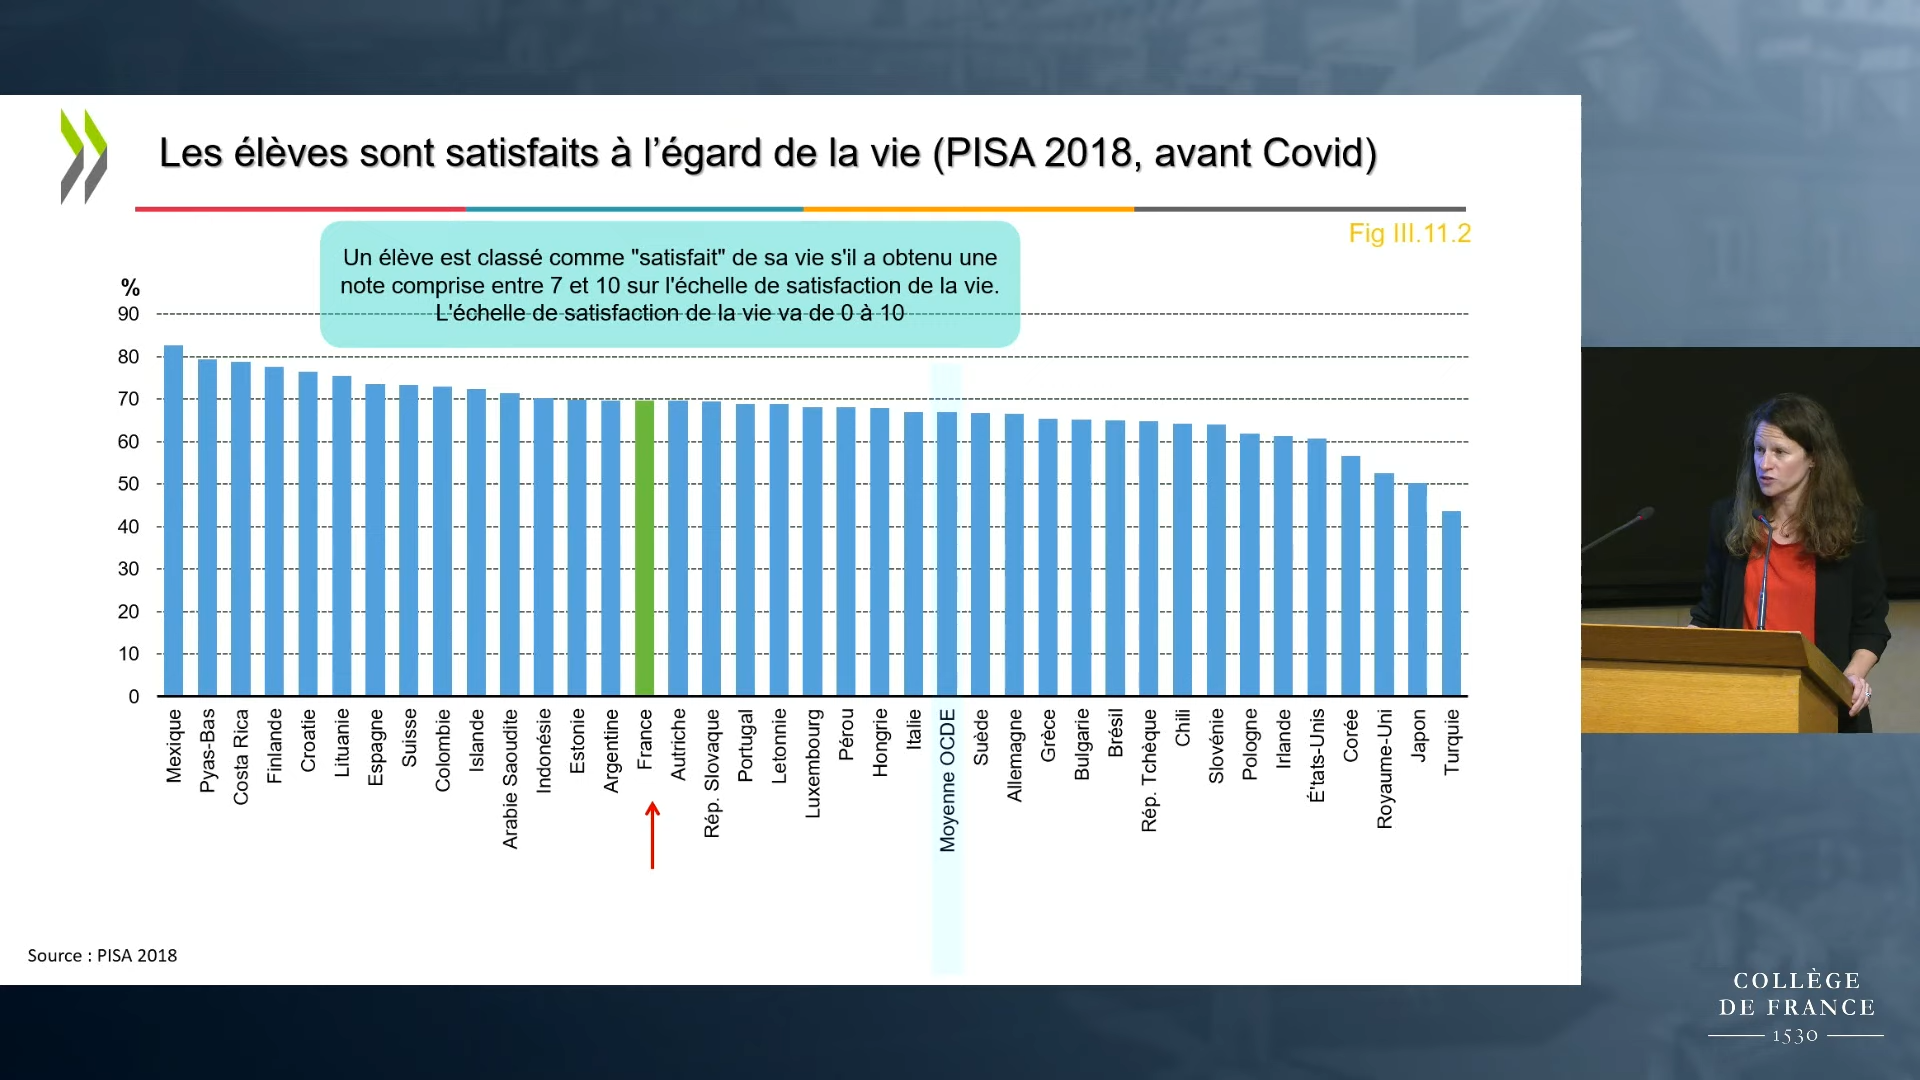 Les élèves sont satisfaits à l’égard de la vie (PISA 2018, avant Covid)
Fig III.11.2
Un élève est classé comme "satisfait" de sa vie s'il a obtenu une
note comprise entre 7 et 10 sur l'échelle de satisfaction de la vie.
L'échelle de satisfaction de la vie va de 0 à 10
%
90
80
70
60
50
40
30
20
10
0
Mexique
Pyas-Bas
Costa Rica
Finlande
Croatie
Lituanie
Espagne
Suisse
Colombie
Islande
Arabie Saoudite
Indonésie
Estonie
Argentine
France
Autriche
Rép. Slovaque
Portugal
Letonnie
Luxembourg
Pérou
Hongrie
Italie
Moyenne OCDE
Suède
Allemagne
Grèce
Bulgarie
Brésil
Rép. Tchèque
Chili
Slovénie
Pologne
Irlande
É'tats-Unis
Corée
Royaume-Uni
Japon
Turquie
Source : PISA 2018
COLLÈGE
DE FRANCE
1530